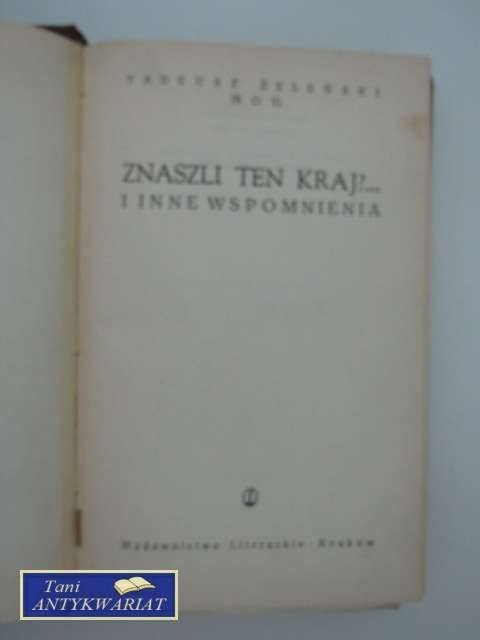 TADEUSZ ŻELEŃSKI
BOY
ZNASZLI TEN KRAJ?...
I INNE WSPOMNIENIA
Wydawnictwo Literackie Kraków
Tani
ANTYKWARIAT